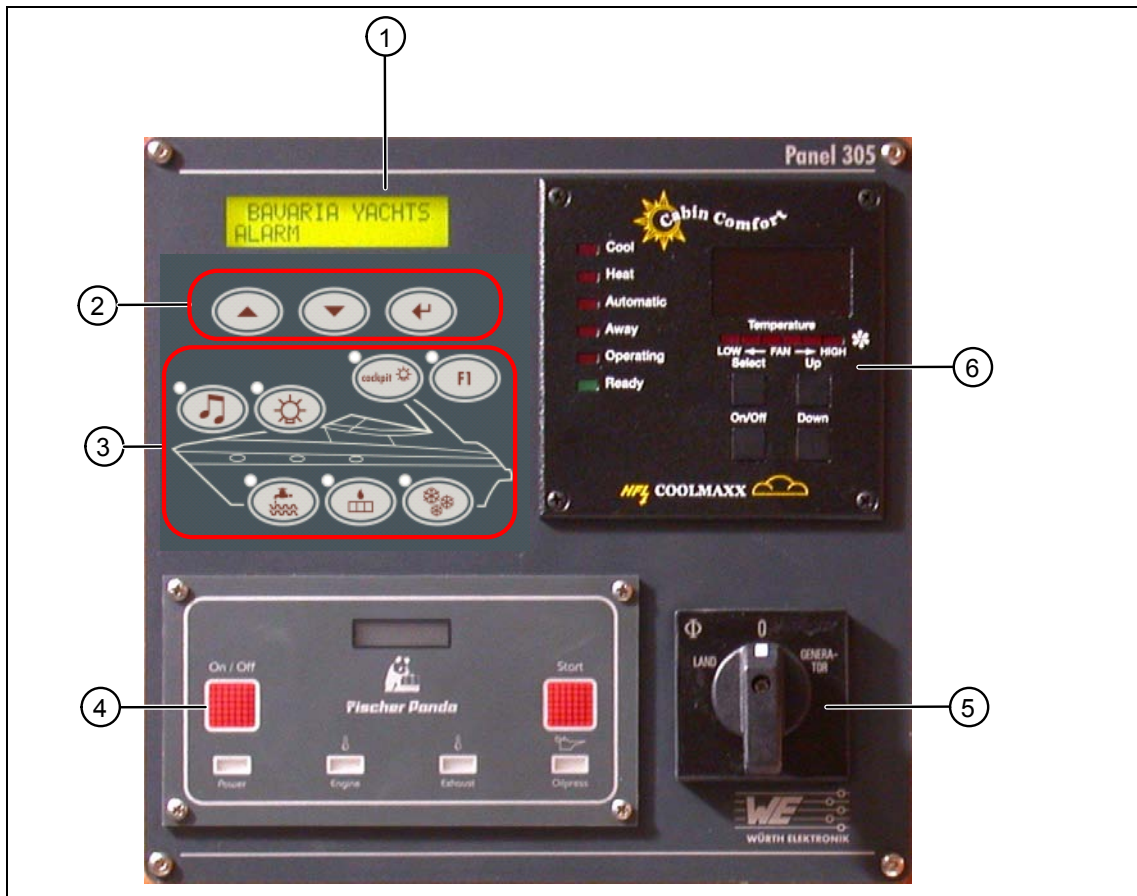 1
Panel 305
BAVARIA YACHTS
ALARM
Cabin Comfort
Cool
Heat
Automatic
Away
Operating
Ready
Temperature
LOW FAN HIGH
Select Up
On/Off Down
HFL COOLMAXX
2
cockpit
F1
3
6
On / Off
Start
Fischer Panda
Power
Engine
Exhaust
Oilpress
4
Φ
0
LAND
GENERA-
TOR
5
WE
WÜRTH ELEKTRONIK